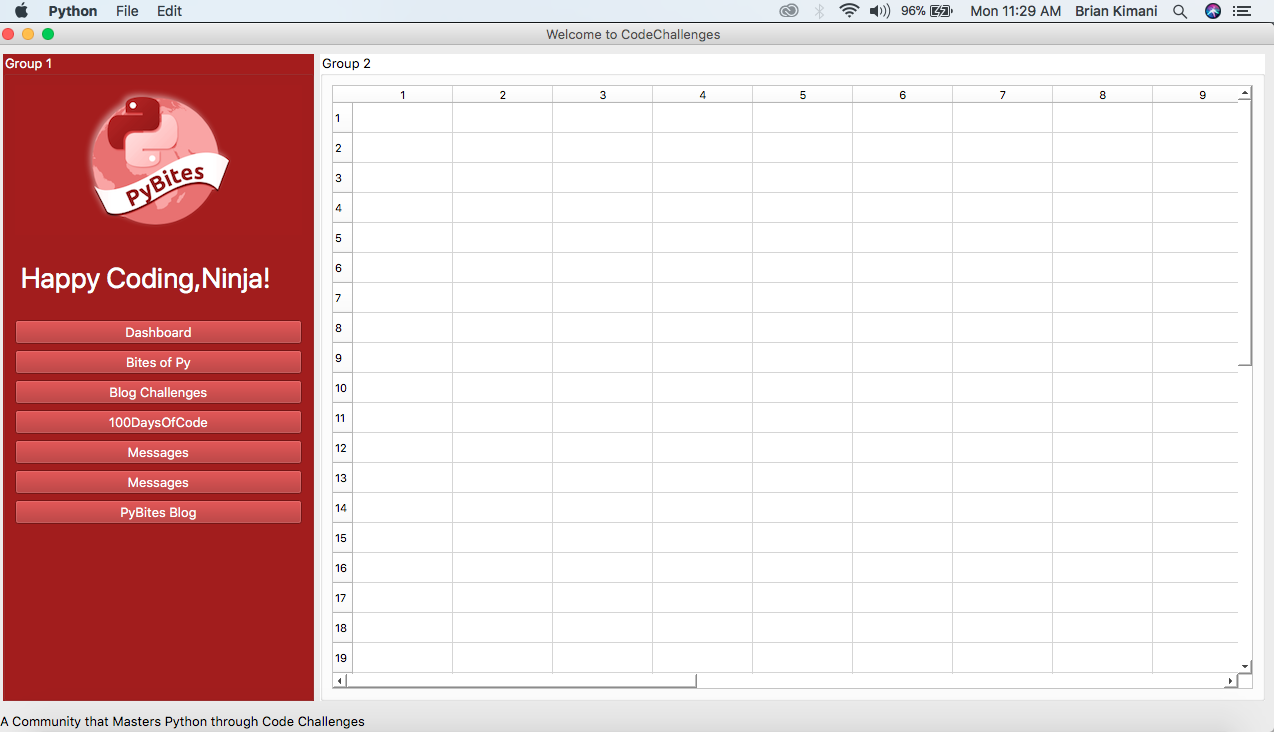 Python File Edit 96% Mon 11:29 AM Brian Kimani
Welcome to CodeChallenges
Group 1
PyBites
Happy Coding,Ninja!
Dashboard
Bites of Py
Blog Challenges
100DaysOfCode
Messages
Messages
PyBites Blog
Group 2
1 2 3 4 5 6 7 8 9
1
2
3
4
5
6
7
8
9
10
11
12
13
14
15
16
17
18
19
A Community that Masters Python through Code Challenges